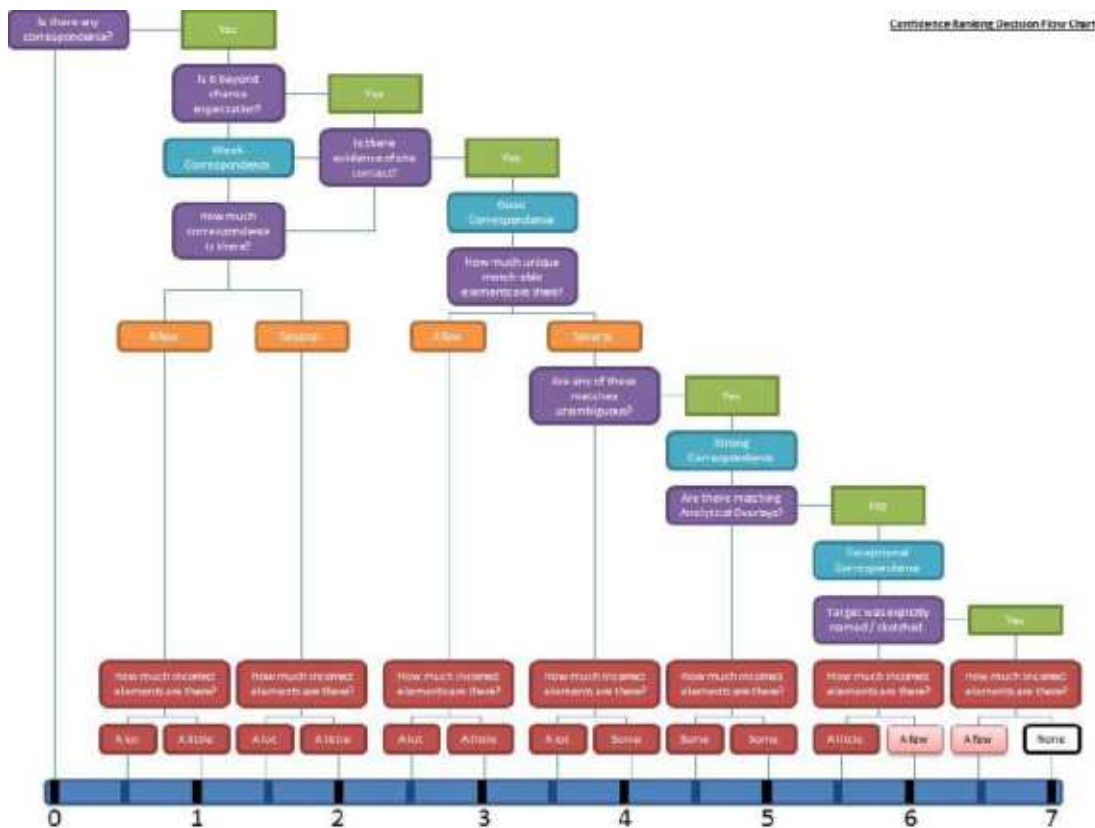 Confidence Ranking Decision Flow Chart
Is there any
correspondence?
Yes
Is it beyond
chance
expectation?
Yes
Weak
Correspondence
Is there
evidence of site
contact?
Yes
How much
correspondence
is there?
Good
Correspondence
How much unique
match-able
elements are there?
A few
Several
A few
Several
Are any of these
matches
unambiguous?
Yes
Strong
Correspondence
Are there matching
Analytical Overlays?
Yes
Exceptional
Correspondence
Target was explicitly
named / sketched
Yes
How much incorrect
elements are there?
How much incorrect
elements are there?
How much incorrect
elements are there?
How much incorrect
elements are there?
How much incorrect
elements are there?
How much incorrect
elements are there?
How much incorrect
elements are there?
A lot
A little
A lot
A little
A lot
A little
A lot
Some
Some
Some
A little
A few
A few
None
0 1 2 3 4 5 6 7